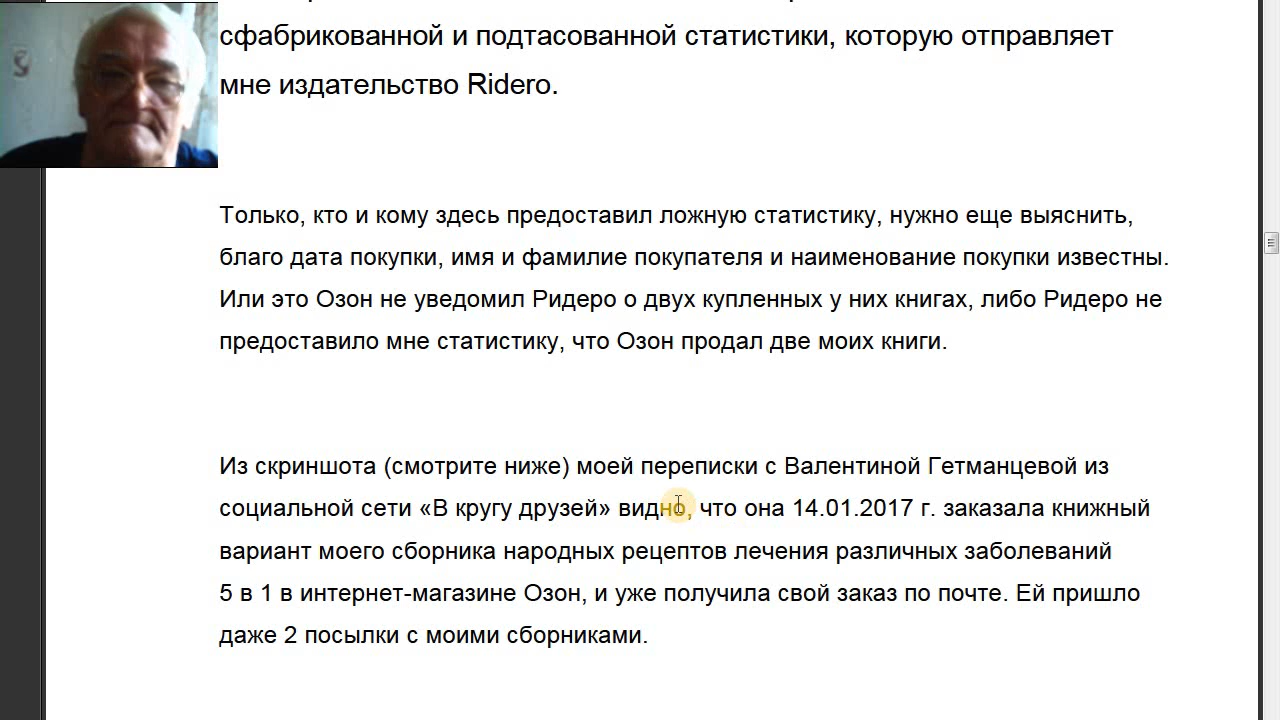 сфабрикованной и подтасованной статистики, которую отправляет
мне издательство Ridero.
Только, кто и кому здесь предоставил ложную статистику, нужно еще выяснить,
благо дата покупки, имя и фамилие покупателя и наименование покупки известны.
Или это Озон не уведомил Ридеро о двух купленных у них книгах, либо Ридеро не
предоставило мне статистику, что Озон продал две моих книги.
Из скриншота (смотрите ниже) моей переписки с Валентиной Гетманцевой из
социальной сети «В кругу друзей» видно, что она 14.01.2017 г. заказала книжный
вариант моего сборника народных рецептов лечения различных заболеваний
5 в 1 в интернет-магазине Озон, и уже получила свой заказ по почте. Ей пришло
даже 2 посылки с моими сборниками.